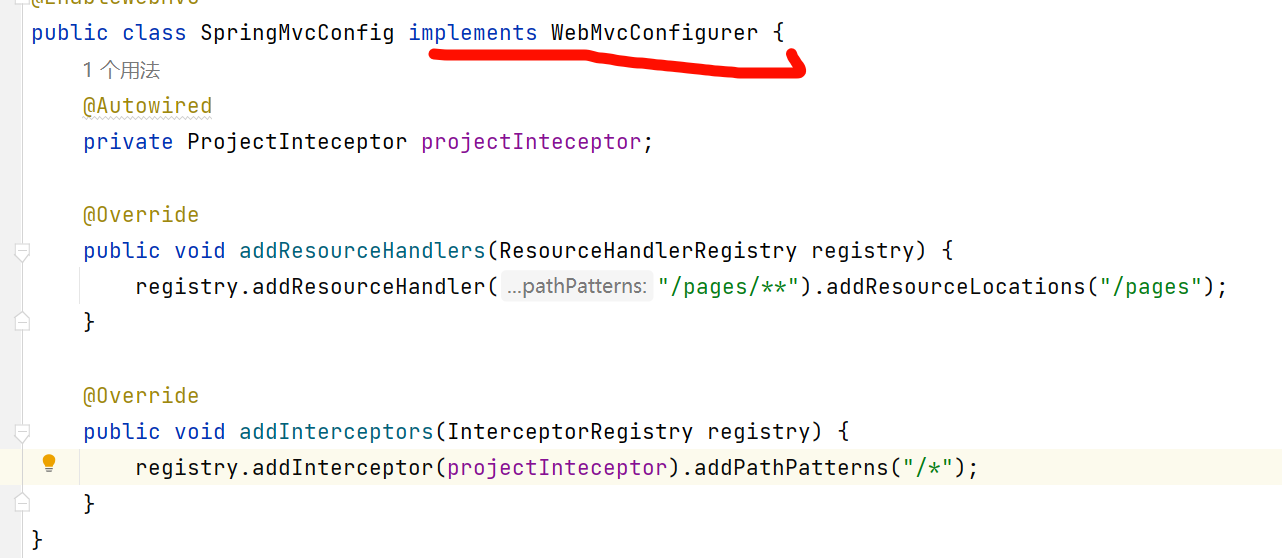 @EnableWebMvc
public class SpringMvcConfig implements WebMvcConfigurer {
1 个用法
@Autowired
private ProjectInteceptor projectInteceptor;
@Override
public void addResourceHandlers(ResourceHandlerRegistry registry) {
registry.addResourceHandler( ...pathPatterns: "/pages/**").addResourceLocations("/pages");
}
@Override
public void addInterceptors(InterceptorRegistry registry) {
registry.addInterceptor(projectInteceptor).addPathPatterns("/*");
}
}